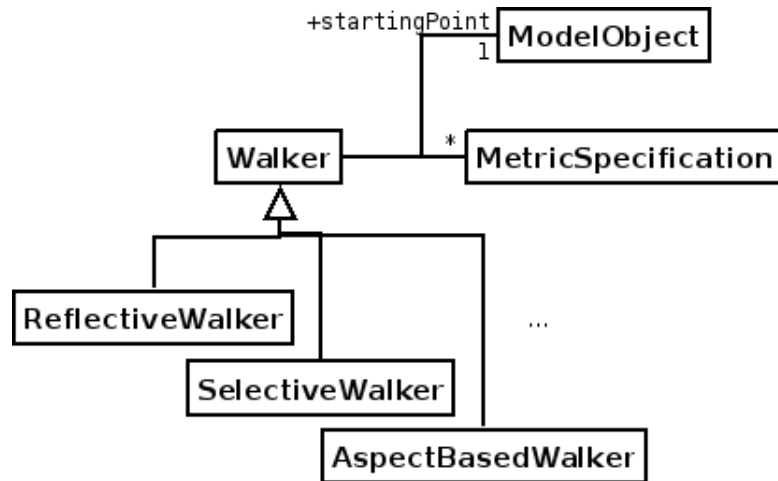 +startingPoint
ModelObject
1
Walker
*
MetricSpecification
ReflectiveWalker
...
SelectiveWalker
AspectBasedWalker